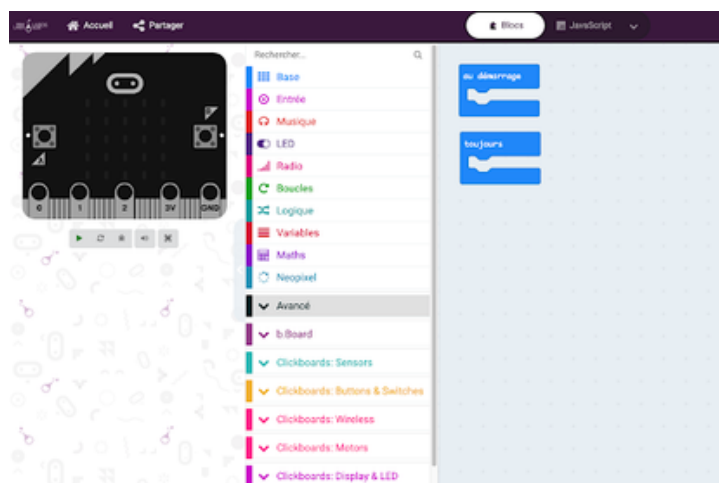 Accueil Partager Blocs JavaScript
Rechercher...
Base
Entrée
Musique
LED
Radio
Boucles
Logique
Variables
Maths
Neopixel
Avancé
b.Board
Clickboards: Sensors
Clickboards: Buttons & Switches
Clickboards: Wireless
Clickboards: Motors
Clickboards: Display & LED
au démarrage
toujours
B
A
0 1 2 3V GND